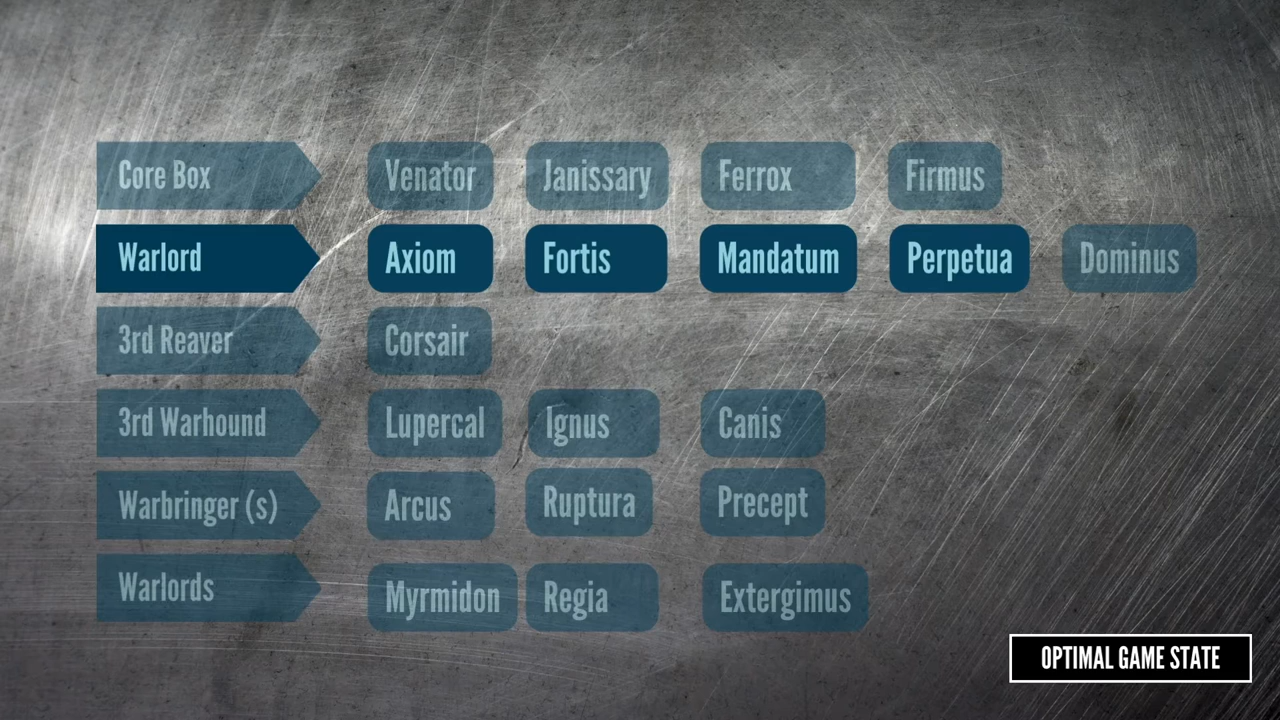 Core Box Venator Janissary Ferrox Firmus
Warlord Axiom Fortis Mandatum Perpetua Dominus
3rd Reaver Corsair
3rd Warhound Lupercal Ignus Canis
Warbringer (s) Arcus Ruptura Precept
Warlords Myrmidon Regia Extergimus
OPTIMAL GAME STATE